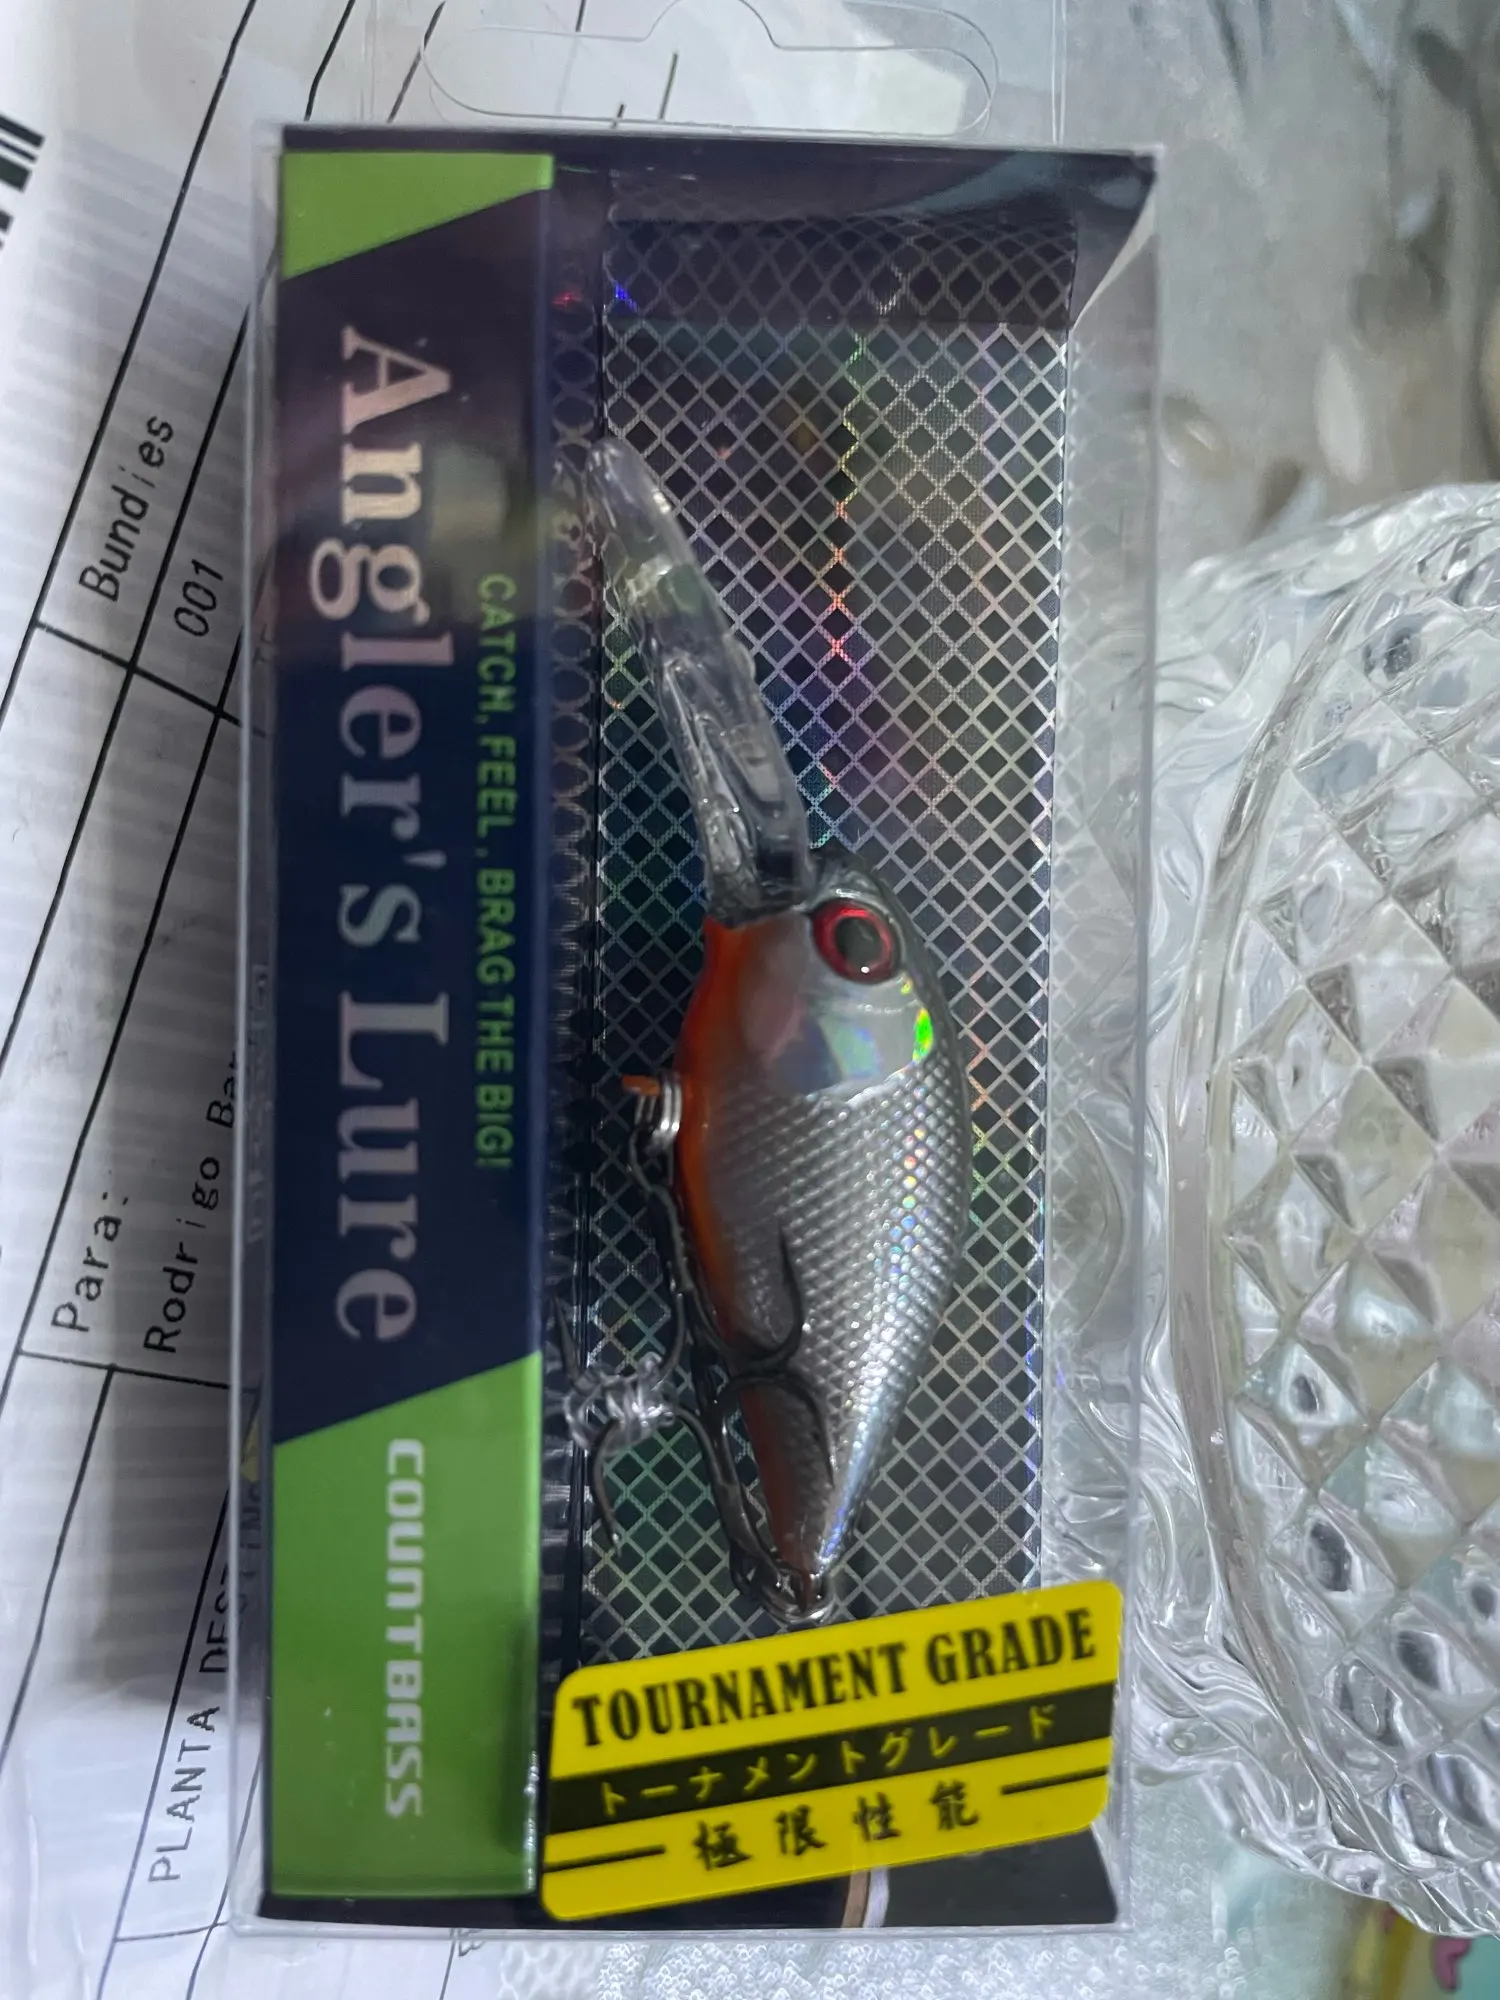 Angler's Lure
CATCH, FEEL, BRAG THE BIG!
COUNTBASS
TOURNAMENT GRADE
トーナメントグレード
極限性能
Bundies
001
Para:
Rodrigo
PLANTA